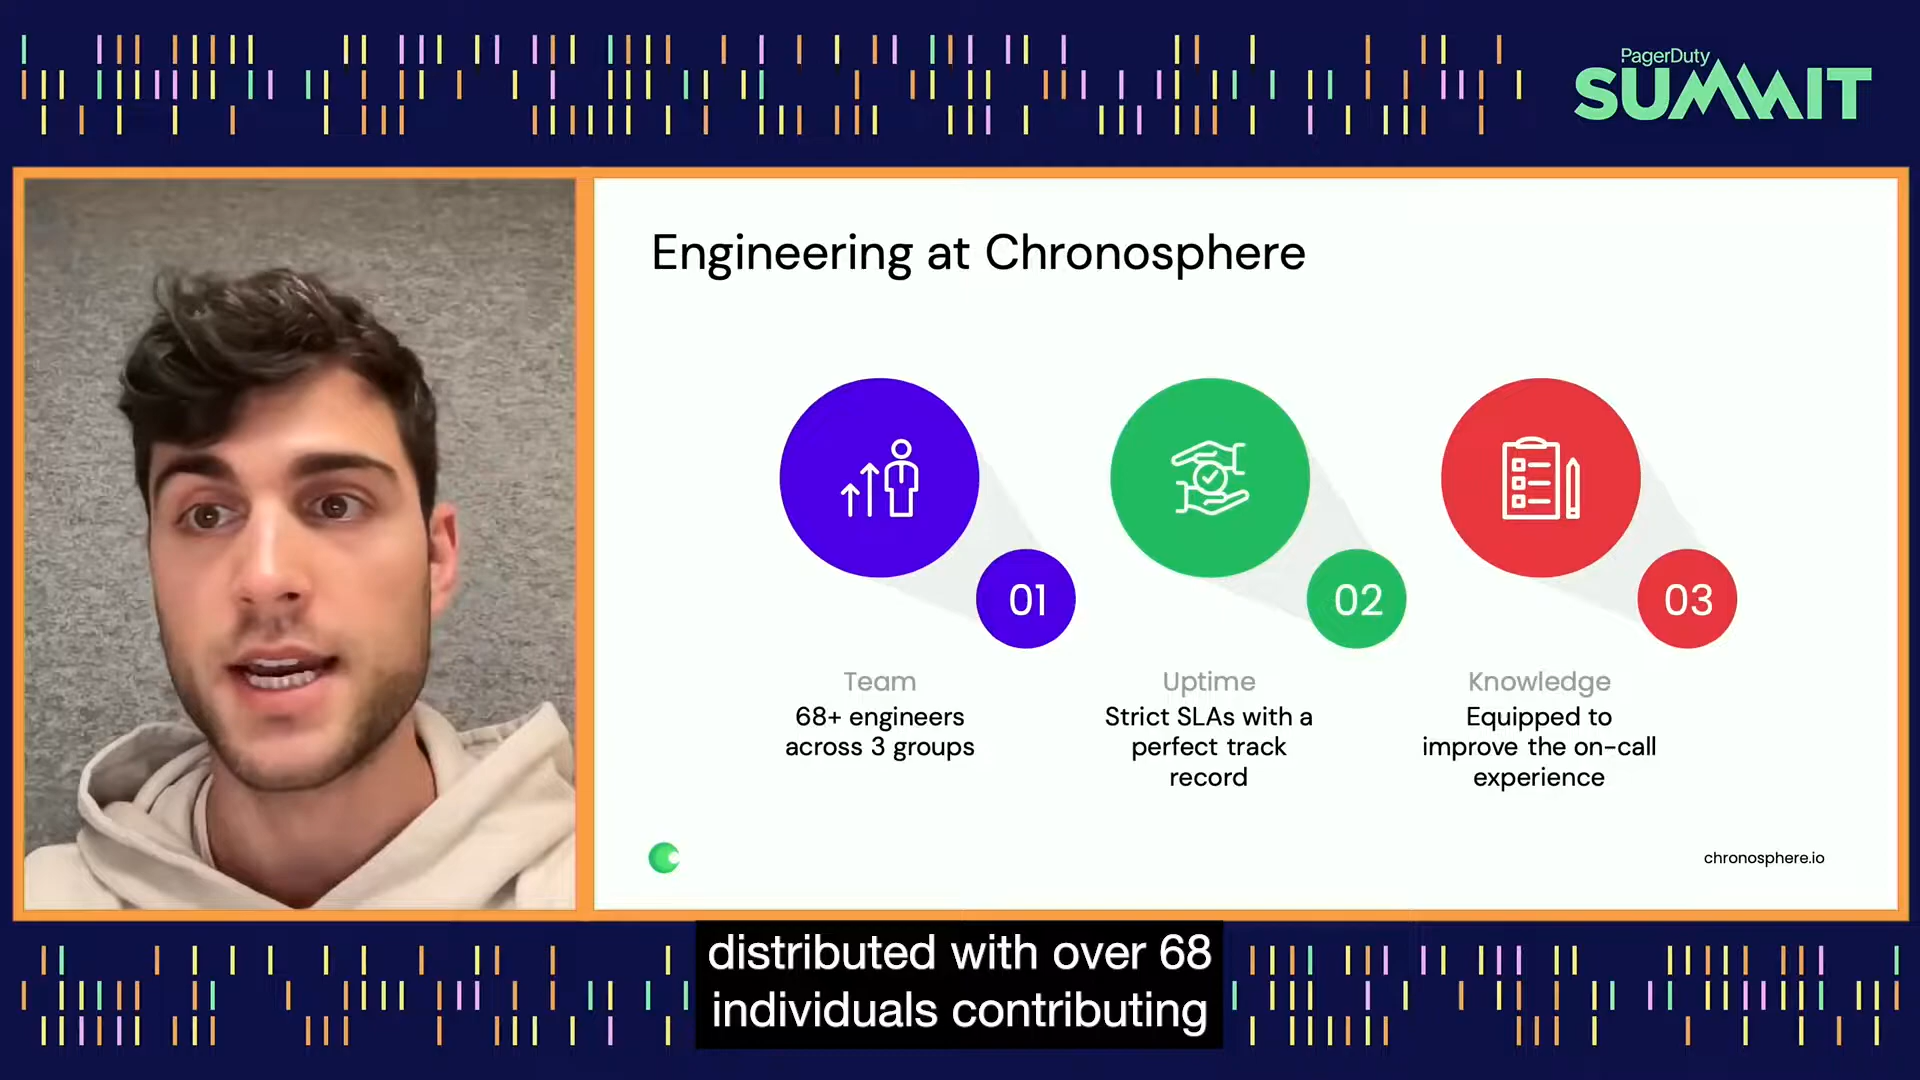 PagerDuty
SUMMIT
Engineering at Chronosphere
01
02
03
Team
68+ engineers
across 3 groups
Uptime
Strict SLAs with a
perfect track
record
Knowledge
Equipped to
improve the on-call
experience
chronosphere.io
distributed with over 68
individuals contributing